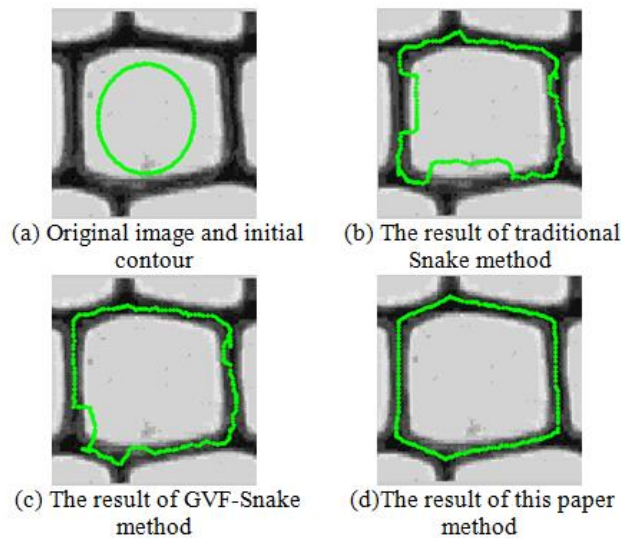 (a) Original image and initial
contour
(b) The result of traditional
Snake method
(c) The result of GVF-Snake
method
(d)The result of this paper
method